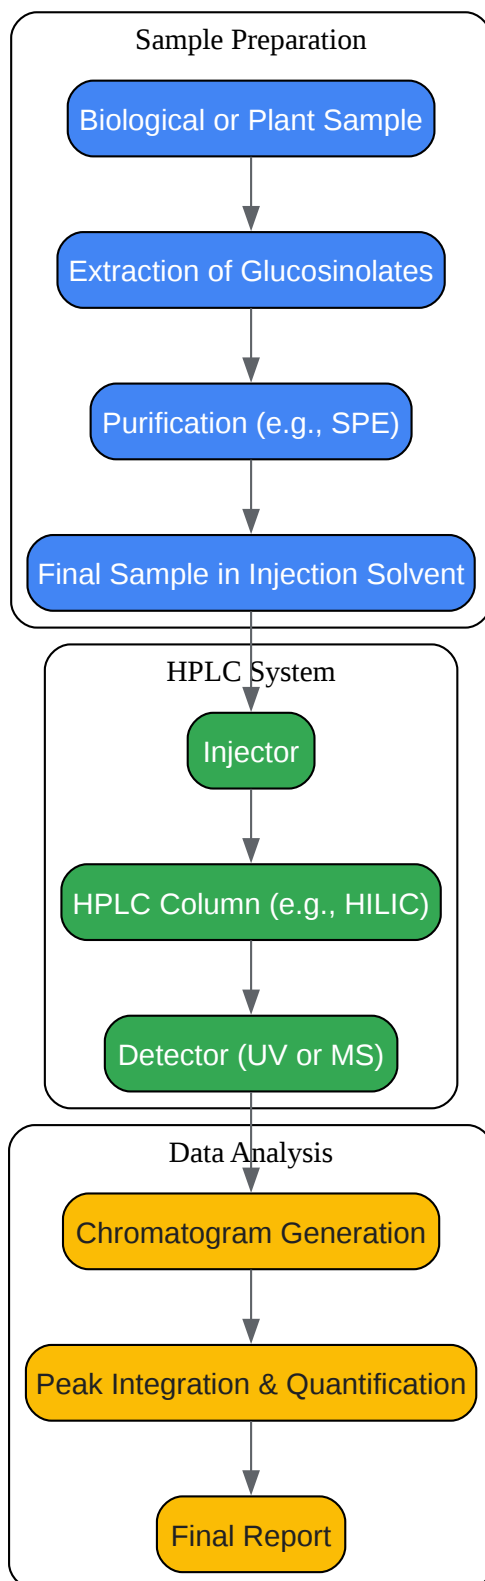 Sample Preparation
Biological or Plant Sample
Extraction of Glucosinolates
Purification (e.g., SPE)
Final Sample in Injection Solvent
HPLC System
Injector
HPLC Column (e.g., HILIC)
Detector (UV or MS)
Data Analysis
Chromatogram Generation
Peak Integration & Quantification
Final Report